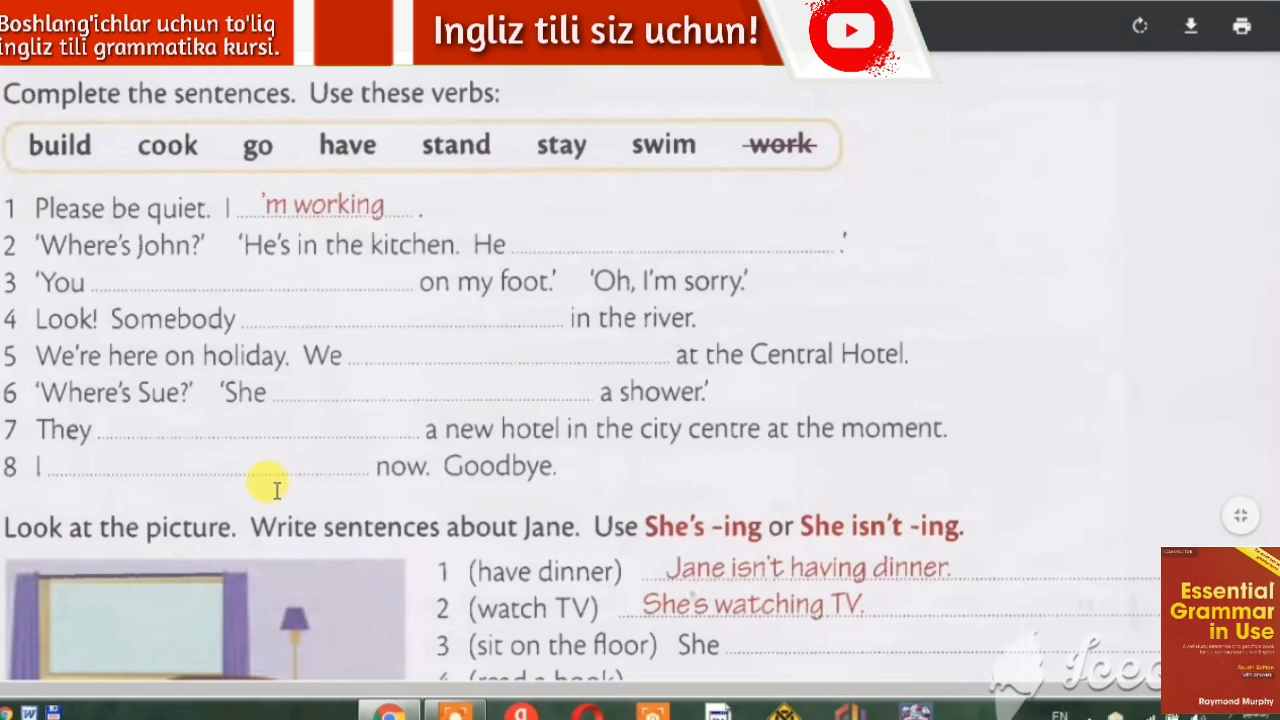 Boshlang'ichlar uchun to'liq
ingliz tili grammatika kursi.
Ingliz tili siz uchun!
Complete the sentences. Use these verbs:
build cook go have stand stay swim work
1 Please be quiet. I 'm working .
2 ‘Where's John?’ ‘He's in the kitchen. He .’
3 ‘You on my foot.’ ‘Oh, I'm sorry.’
4 Look! Somebody in the river.
5 We're here on holiday. We at the Central Hotel.
6 ‘Where's Sue?’ ‘She a shower.’
7 They a new hotel in the city centre at the moment.
8 I now. Goodbye.
Look at the picture. Write sentences about Jane. Use She's -ing or She isn't -ing.
1 (have dinner) Jane isn't having dinner.
2 (watch TV) She's watching TV.
3 (sit on the floor) She
4 (read a book)
Essential
Grammar
in Use
Raymond Murphy
EN